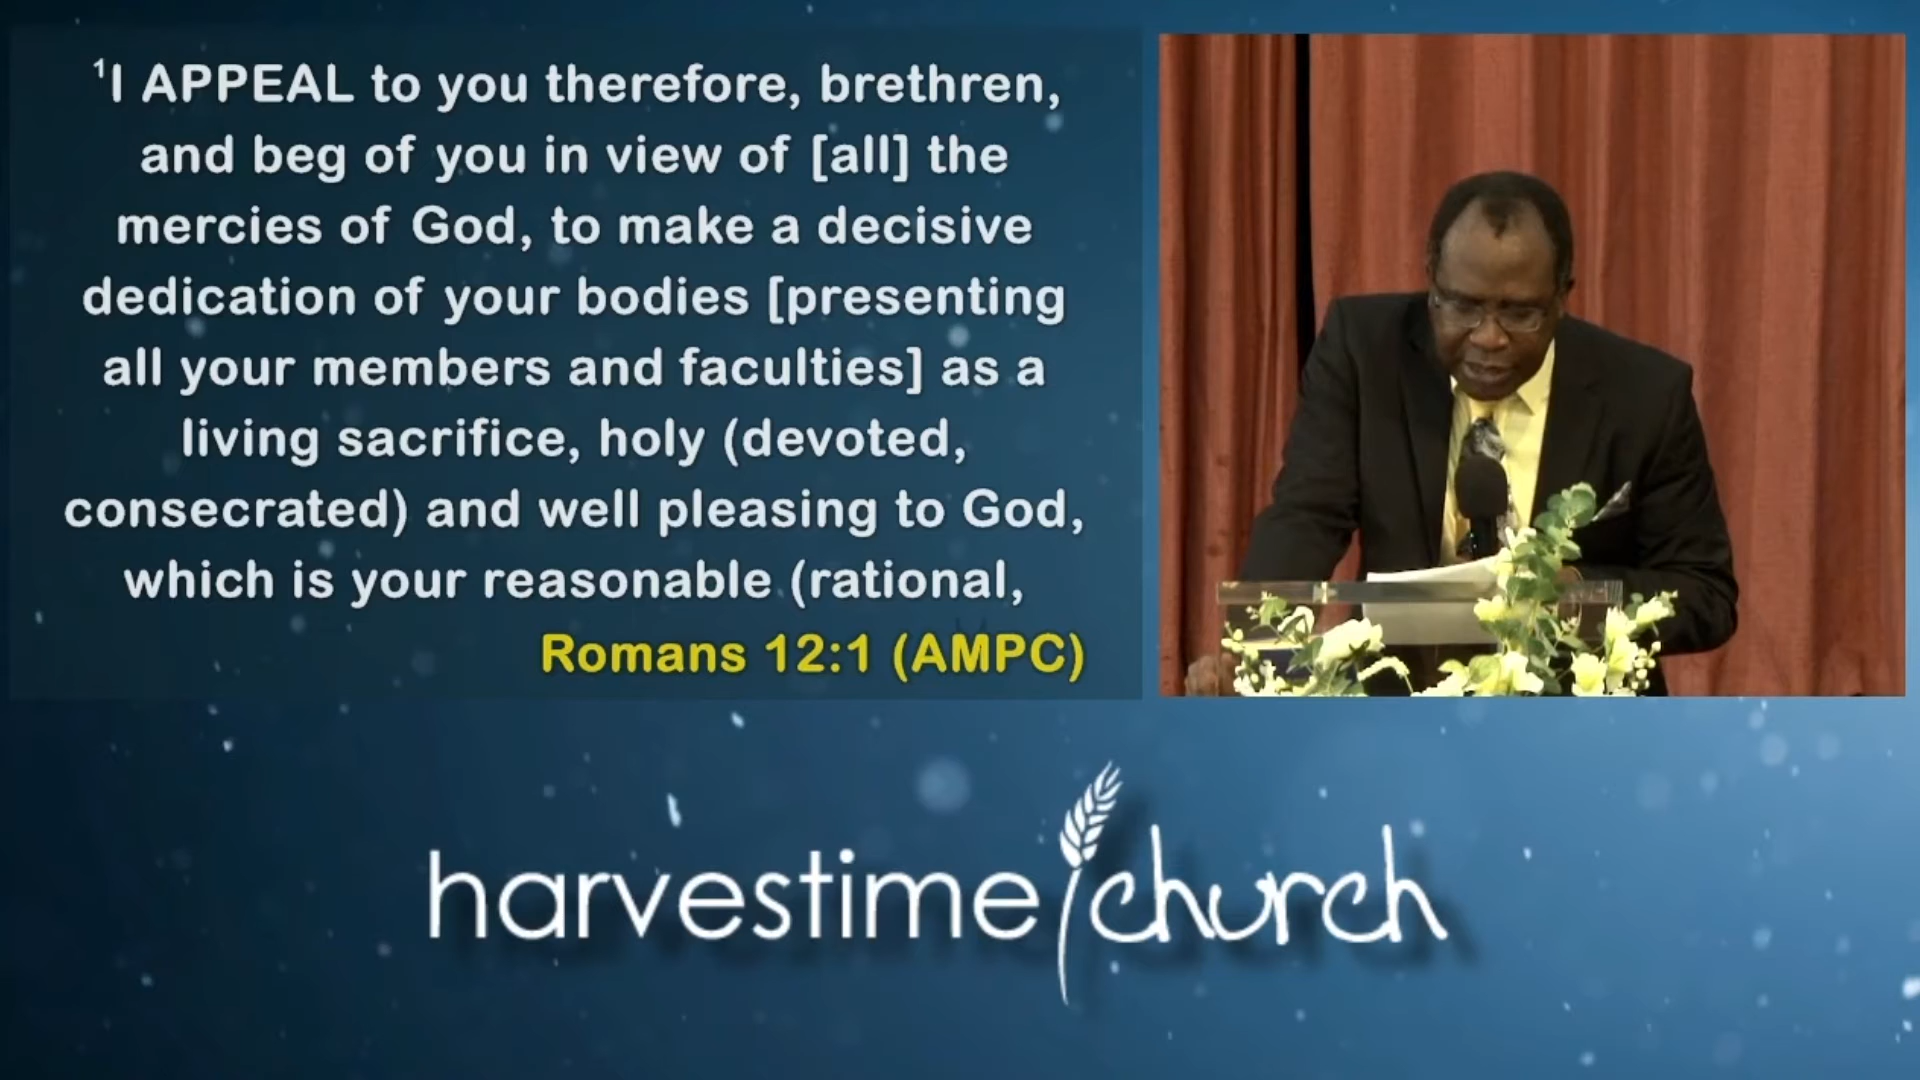 ¹I APPEAL to you therefore, brethren,
and beg of you in view of [all] the
mercies of God, to make a decisive
dedication of your bodies [presenting
all your members and faculties] as a
living sacrifice, holy (devoted,
consecrated) and well pleasing to God,
which is your reasonable (rational,
Romans 12:1 (AMPC)
harvestime church